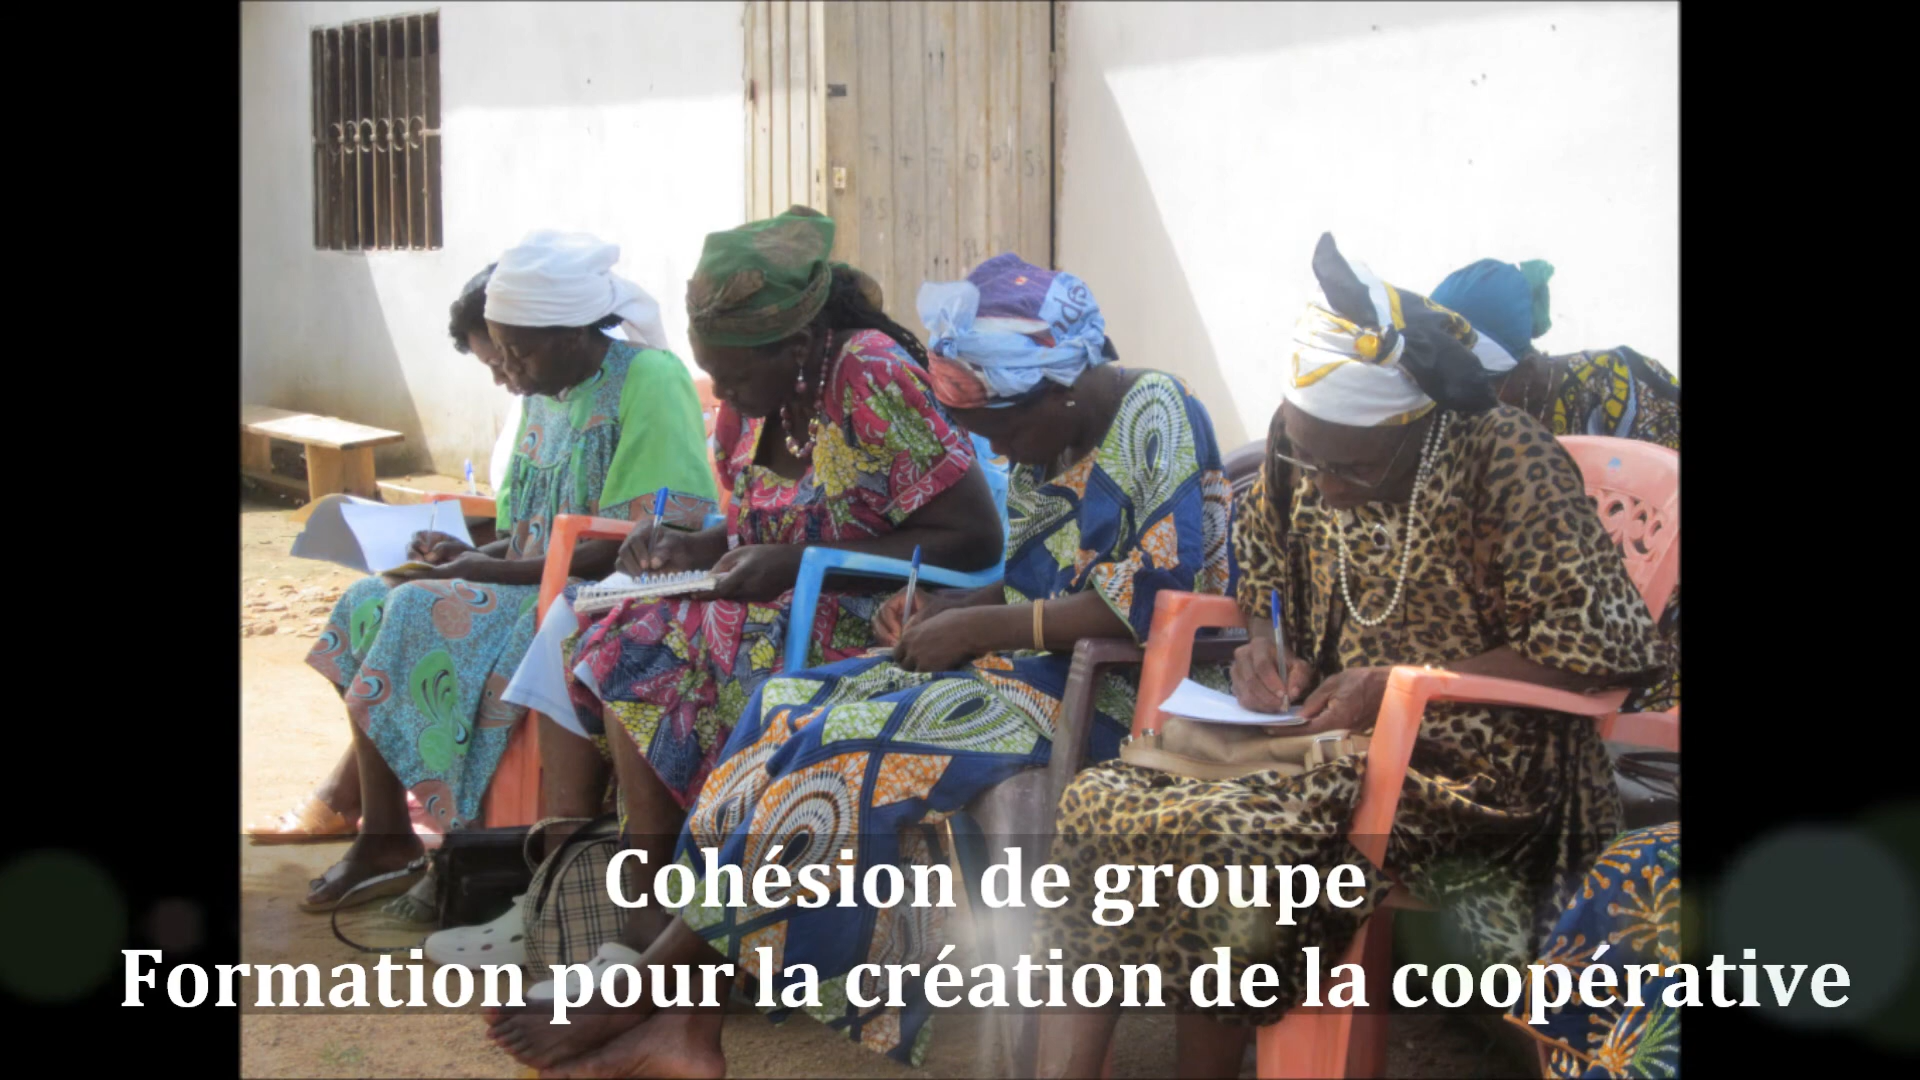 Cohésion de groupe
Formation pour la création de la coopérative